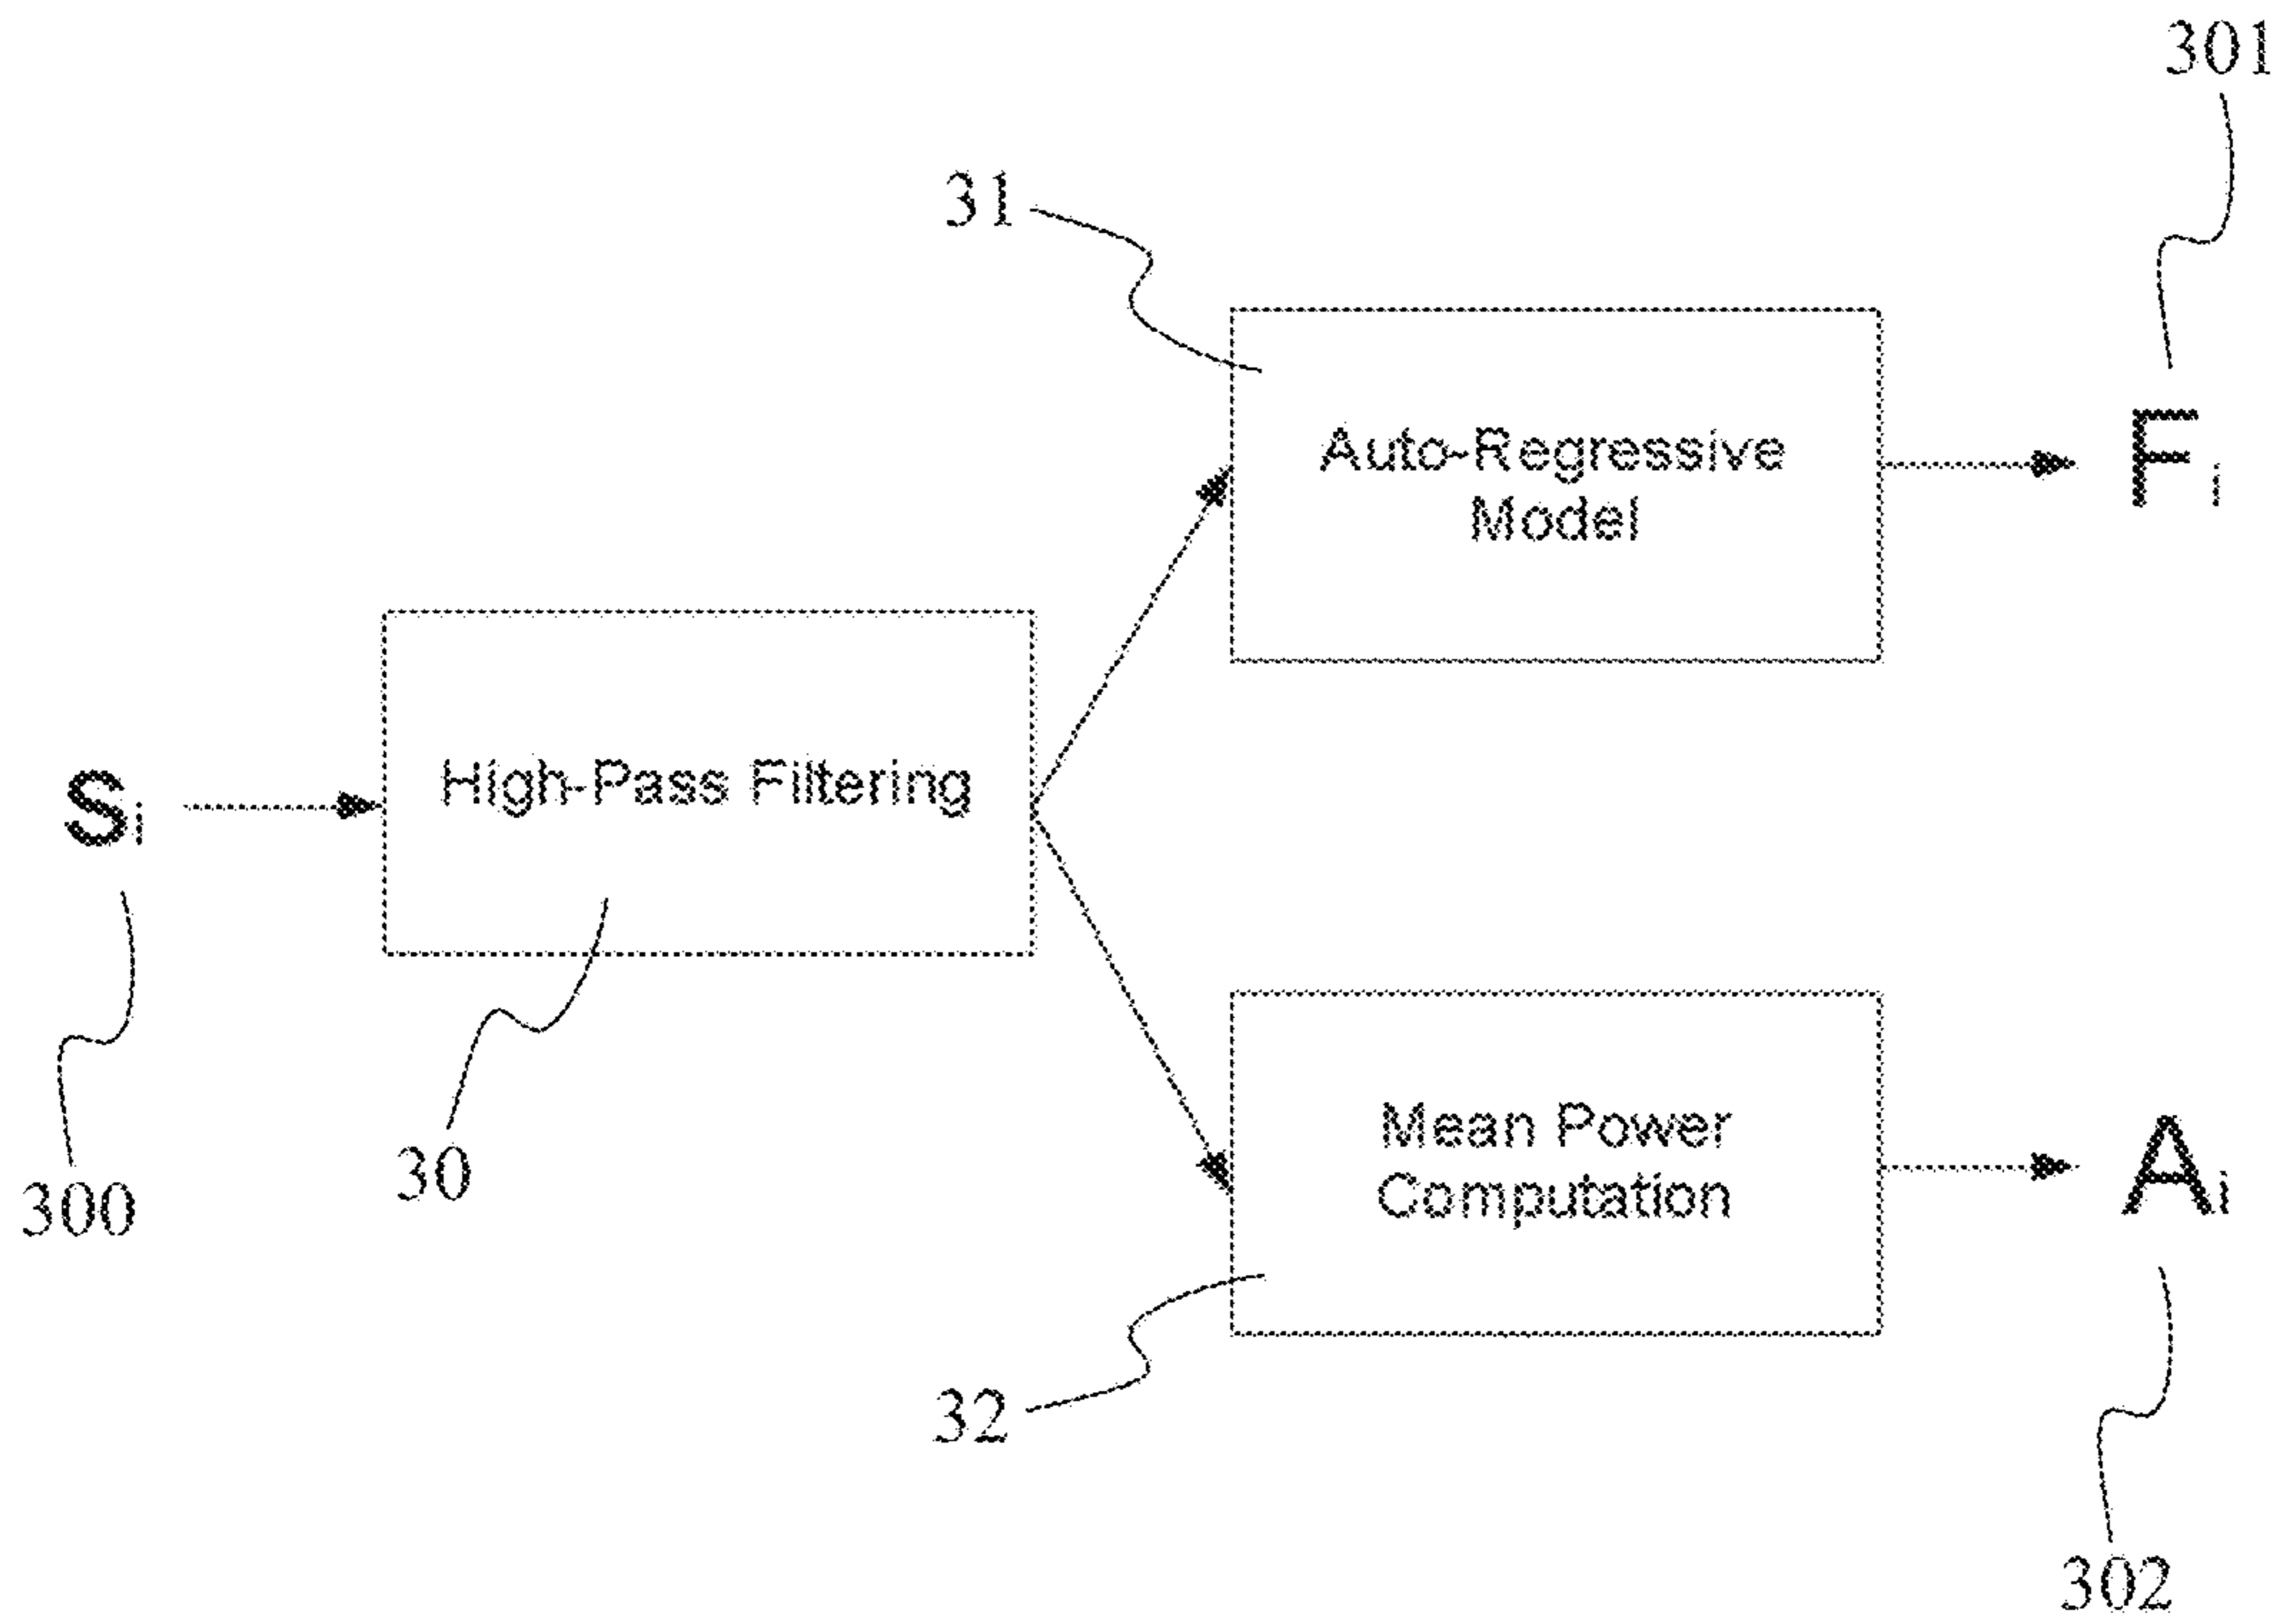 301
31
Auto-Regressive
Model
Fi
High-Pass Filtering
Si
Mean Power
Computation
Ai
30
300
32
302